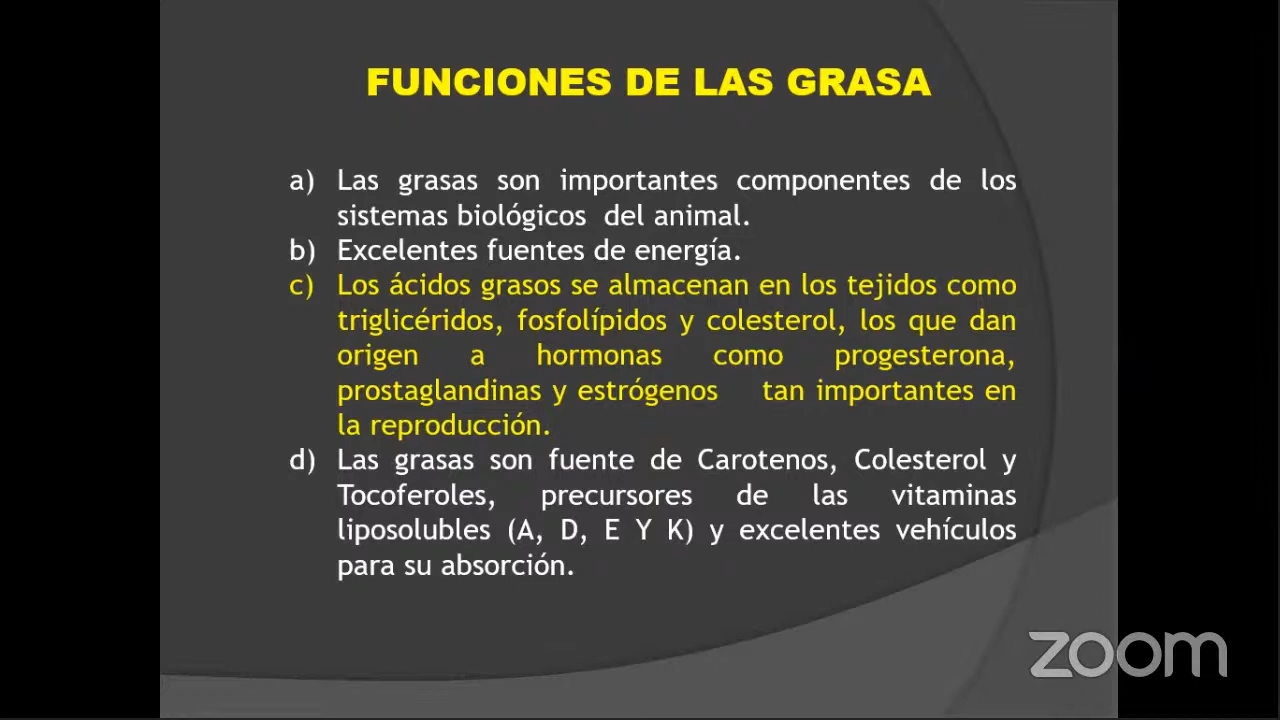 FUNCIONES DE LAS GRASA
a) Las grasas son importantes componentes de los
sistemas biológicos del animal.
b) Excelentes fuentes de energía.
c) Los ácidos grasos se almacenan en los tejidos como
triglicéridos, fosfolípidos y colesterol, los que dan
origen a hormonas como progesterona,
prostaglandinas y estrógenos tan importantes en
la reproducción.
d) Las grasas son fuente de Carotenos, Colesterol y
Tocoferoles, precursores de las vitaminas
liposolubles (A, D, E Y K) y excelentes vehículos
para su absorción.
zoom